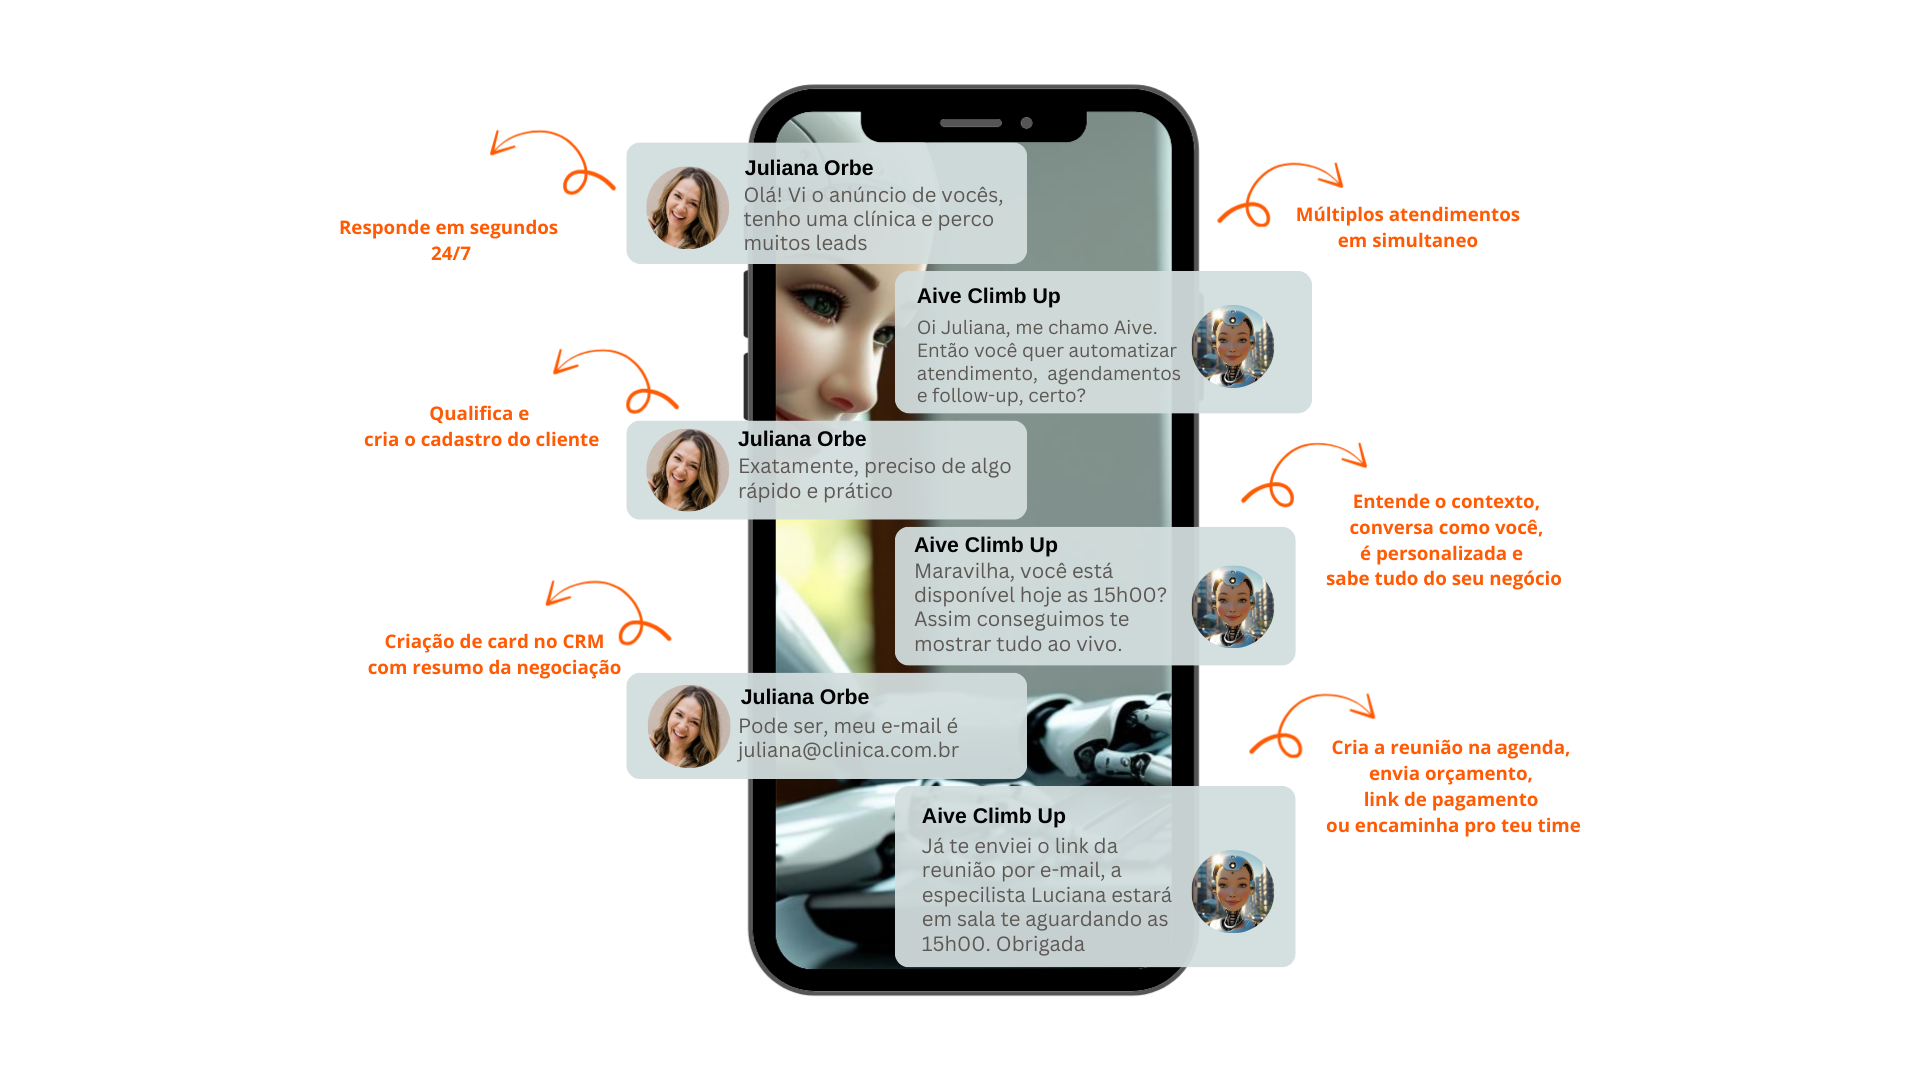 Responde em segundos
24/7
Qualifica e
cria o cadastro do cliente
Criação de card no CRM
com resumo da negociação
Juliana Orbe
Olá! Vi o anúncio de vocês,
tenho uma clínica e perco
muitos leads
Aive Climb Up
Oi Juliana, me chamo Aive.
Então você quer automatizar
atendimento,  agendamentos
e follow-up, certo?
Juliana Orbe
Exatamente, preciso de algo
rápido e prático
Aive Climb Up
Maravilha, você está
disponível hoje as 15h00?
Assim conseguimos te
mostrar tudo ao vivo.
Juliana Orbe
Pode ser, meu e-mail é
juliana@clinica.com.br
Aive Climb Up
Já te enviei o link da
reunião por e-mail, a
especilista Luciana estará
em sala te aguardando as
15h00. Obrigada
Múltiplos atendimentos
em simultaneo
Entende o contexto,
conversa como você,
é personalizada e
sabe tudo do seu negócio
Cria a reunião na agenda,
envia orçamento,
link de pagamento
ou encaminha pro teu time